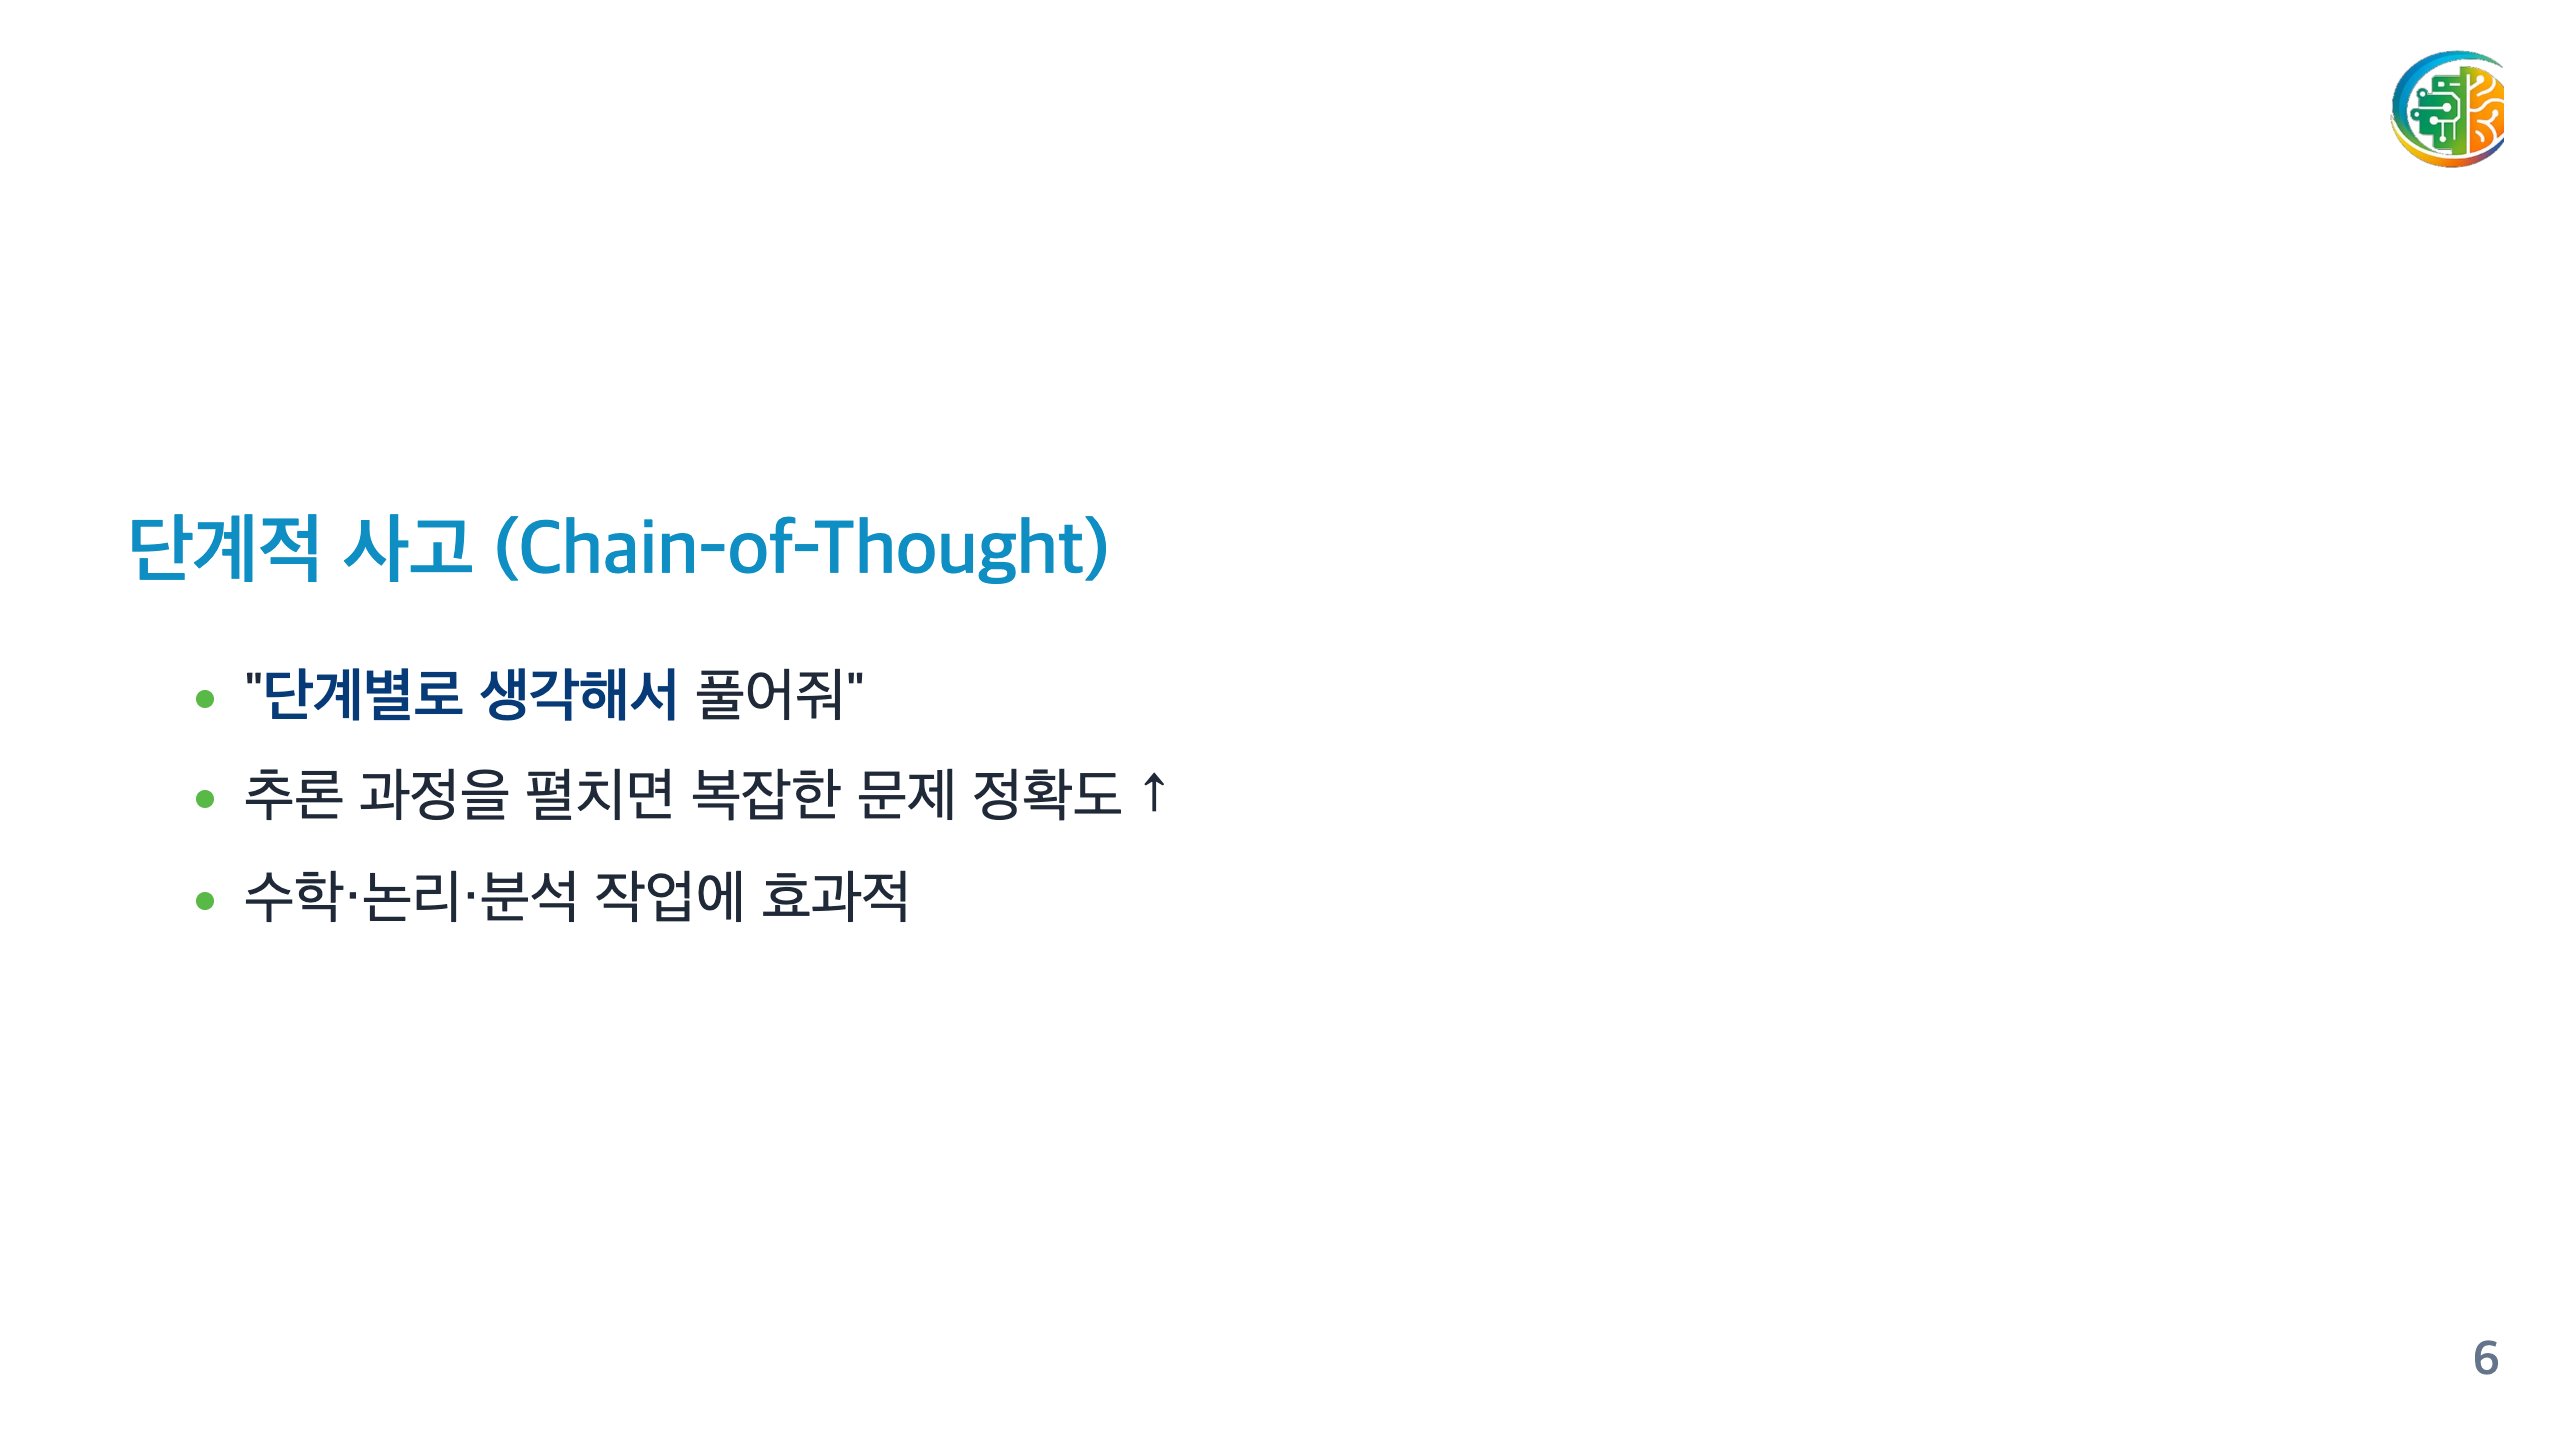 단계적 사고 (Chain-of-Thought)
• "단계별로 생각해서 풀어줘"
• 추론 과정을 펼치면 복잡한 문제 정확도 ↑
• 수학·논리·분석 작업에 효과적
6